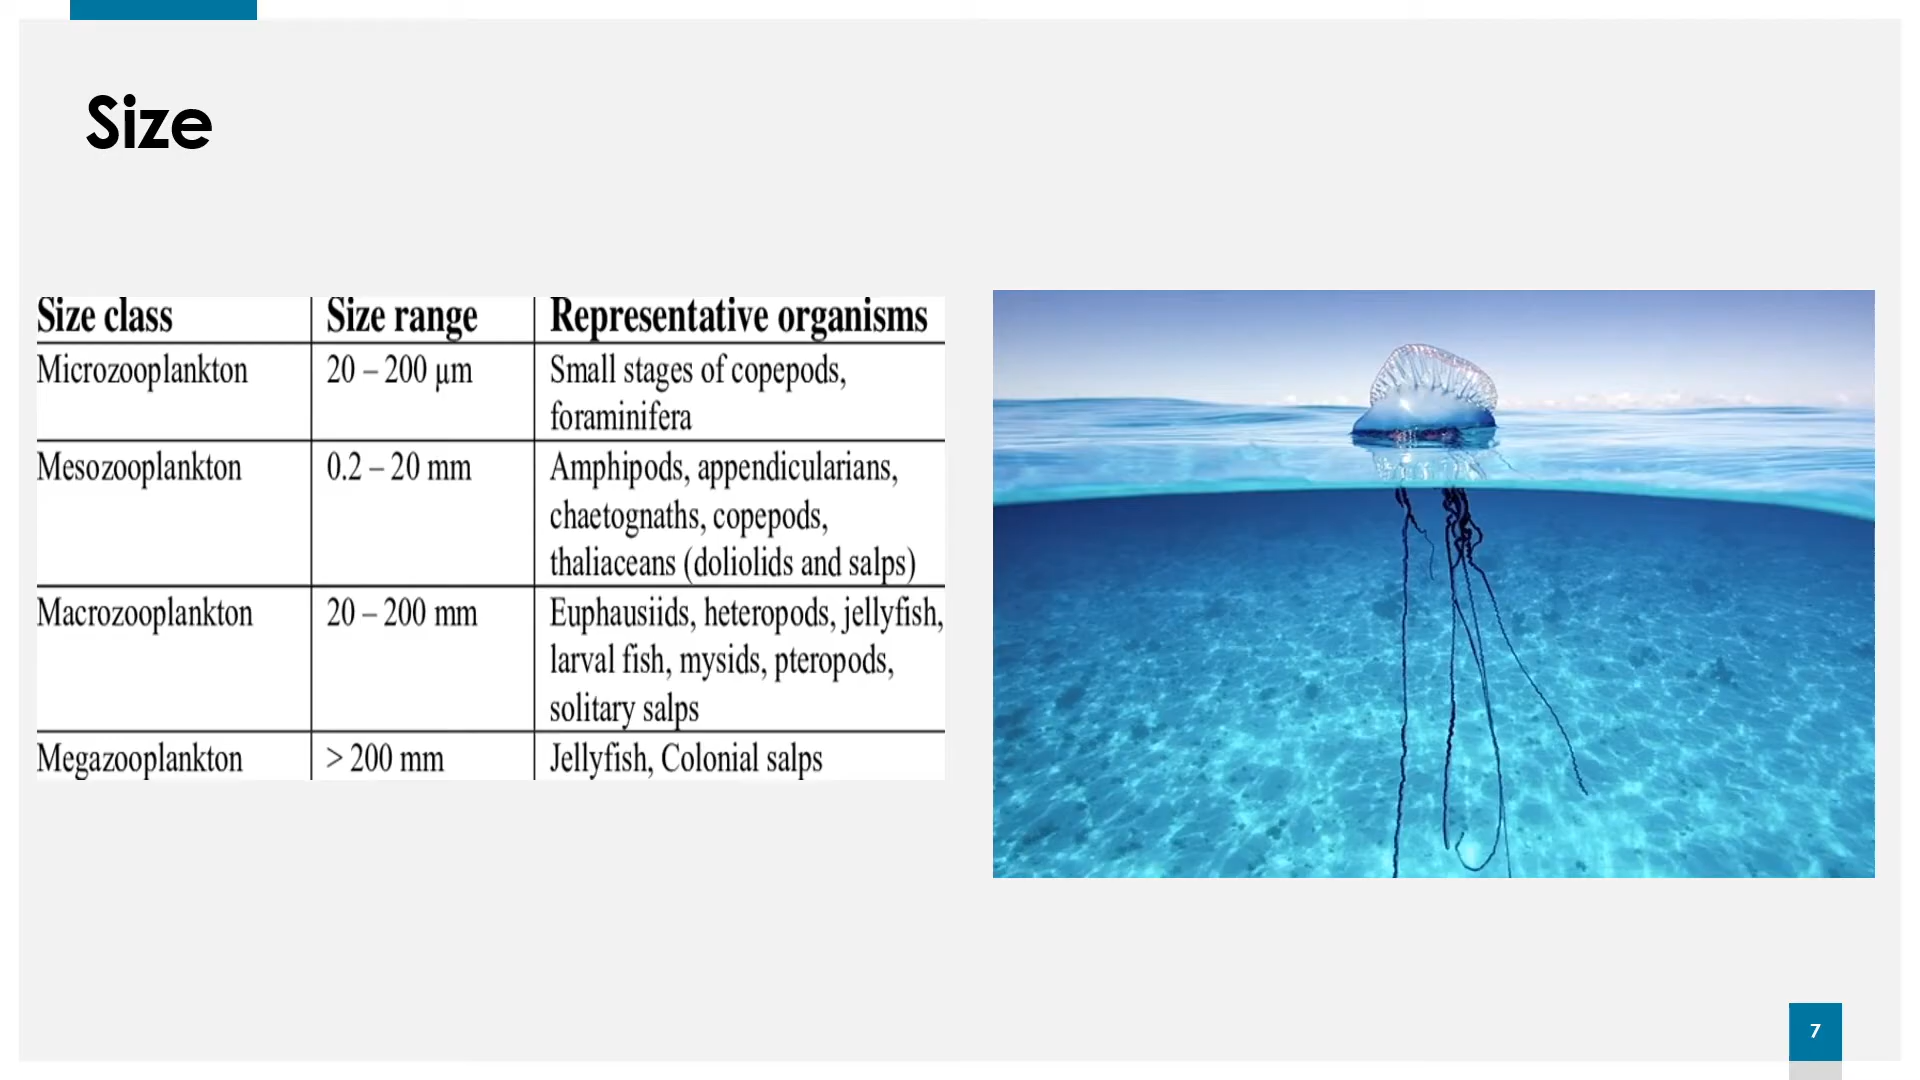 Size
Size class Size range Representative organisms
Microzooplankton 20 – 200 µm Small stages of copepods,
foraminifera
Mesozooplankton 0.2 – 20 mm Amphipods, appendicularians,
chaetognaths, copepods,
thaliaceans (doliolids and salps)
Macrozooplankton 20 – 200 mm Euphausiids, heteropods, jellyfish,
larval fish, mysids, pteropods,
solitary salps
Megazooplankton > 200 mm Jellyfish, Colonial salps
7